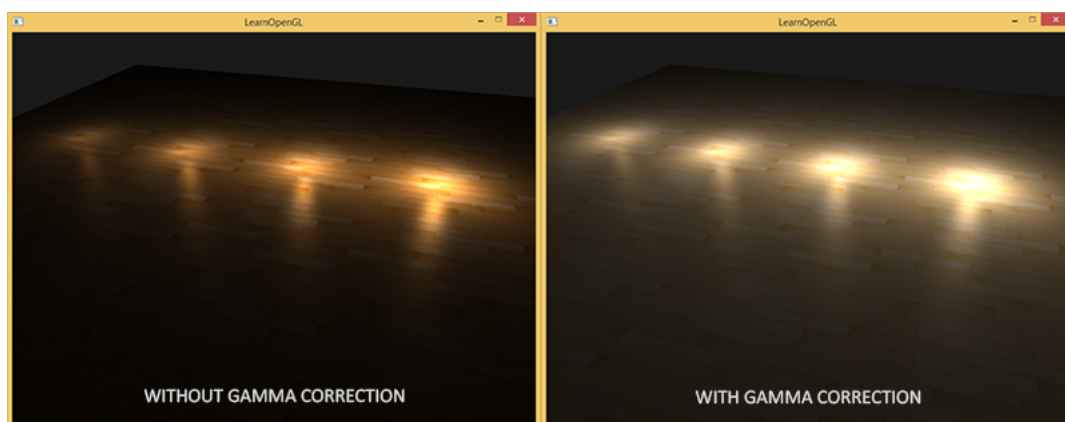 LearnOpenGL
LearnOpenGL
WITHOUT GAMMA CORRECTION
WITH GAMMA CORRECTION